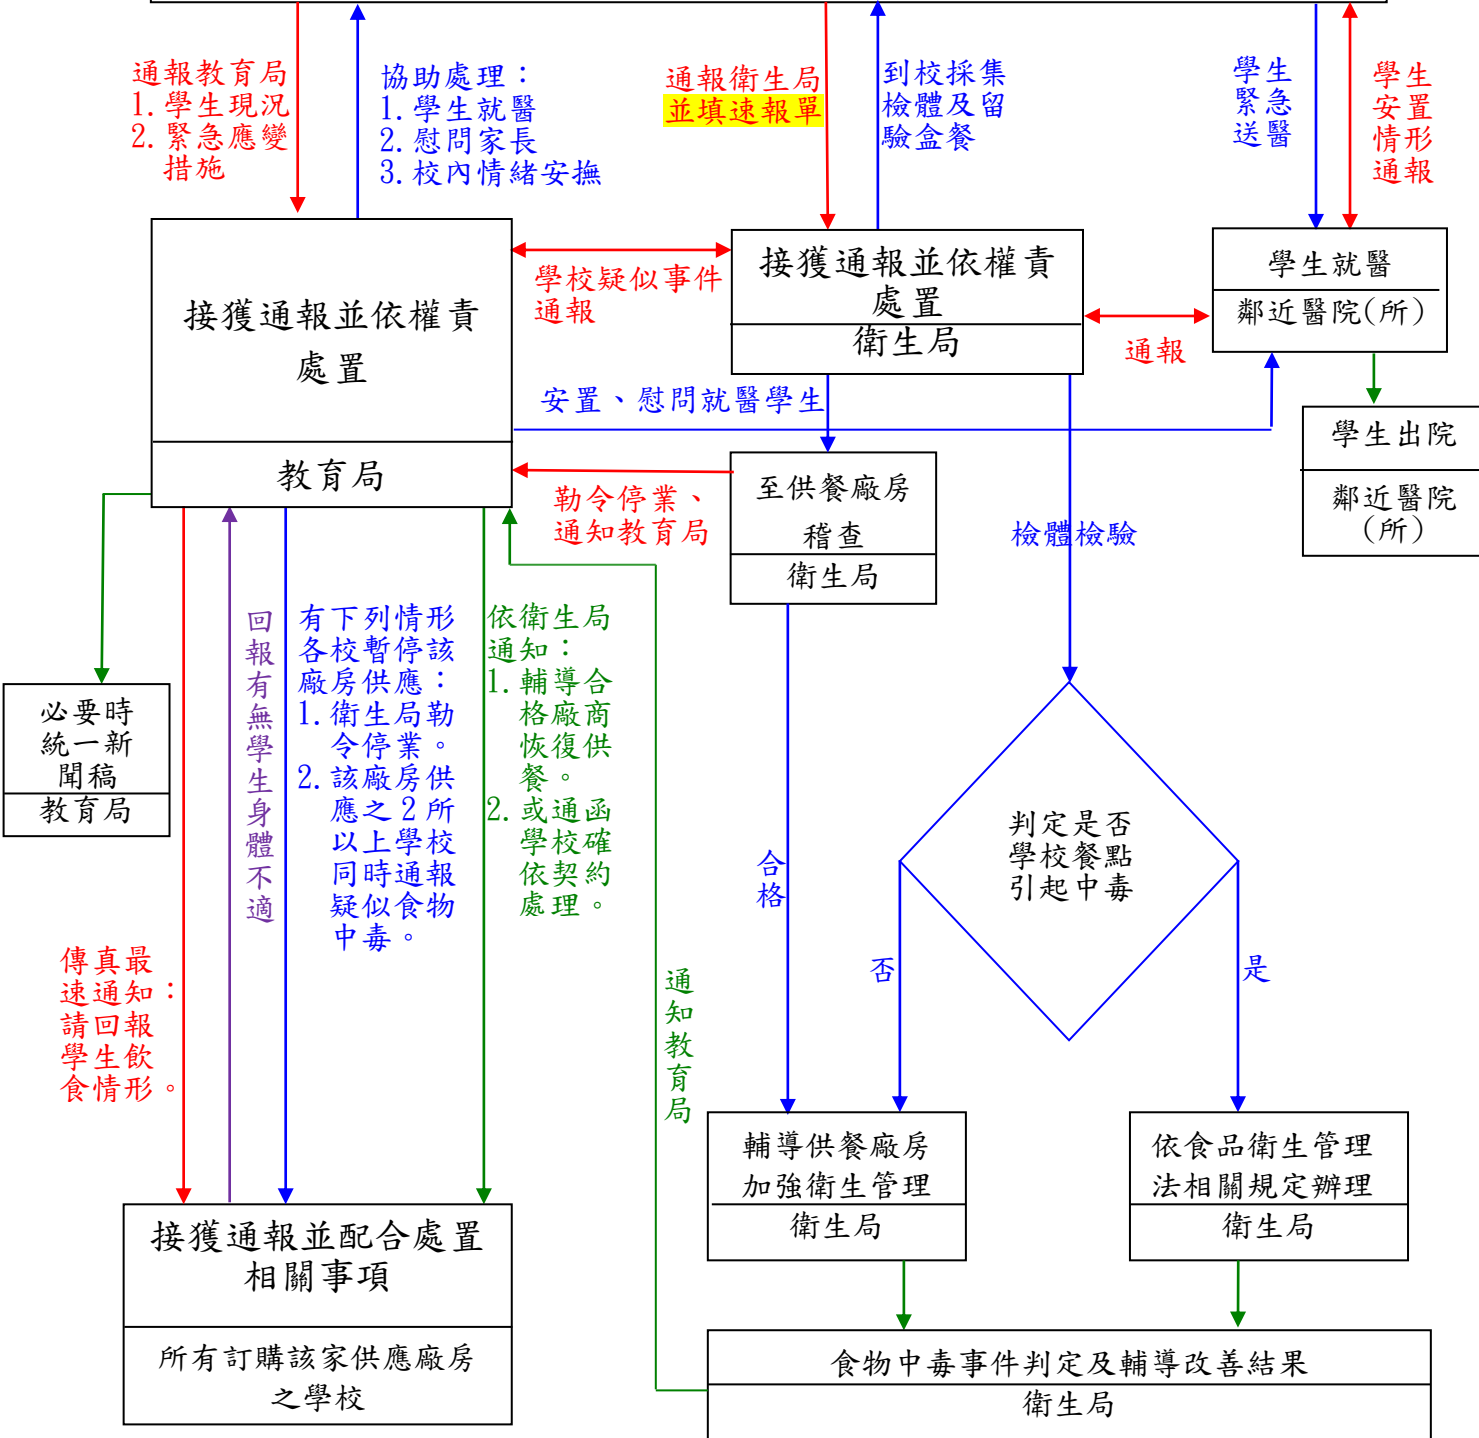 通報教育局
1.學生現況
2.緊急應變
措施
協助處理：
1.學生就醫
2.慰問家長
3.校內情緒安撫
通報衛生局
並填速報單
到校採集
檢體及留
驗盒餐
學生
緊急
送醫
學生
安置
情形
通報
接獲通報並依權責
處置
教育局
學校疑似事件
通報
接獲通報並依權責
處置
衛生局
通報
學生就醫
鄰近醫院(所)
安置、慰問就醫學生
學生出院
鄰近醫院
(所)
勒令停業、
通知教育局
至供餐廠房
稽查
衛生局
檢體檢驗
必要時
統一新
聞稿
教育局
回報有無學生身體不適
有下列情形
各校暫停該
廠房供應：
1.衛生局勒
令停業。
2.該廠房供
應之2所
以上學校
同時通報
疑似食物
中毒。
依衛生局
通知：
1.輔導合
格廠商
恢復供
餐。
2.或通函
學校確
依契約
處理。
合格
判定是否
學校餐點
引起中毒
否
是
傳真最
速通知：
請回報
學生飲
食情形。
通知教育局
輔導供餐廠房
加強衛生管理
衛生局
依食品衛生管理
法相關規定辦理
衛生局
接獲通報並配合處置
相關事項
所有訂購該家供應廠房
之學校
食物中毒事件判定及輔導改善結果
衛生局